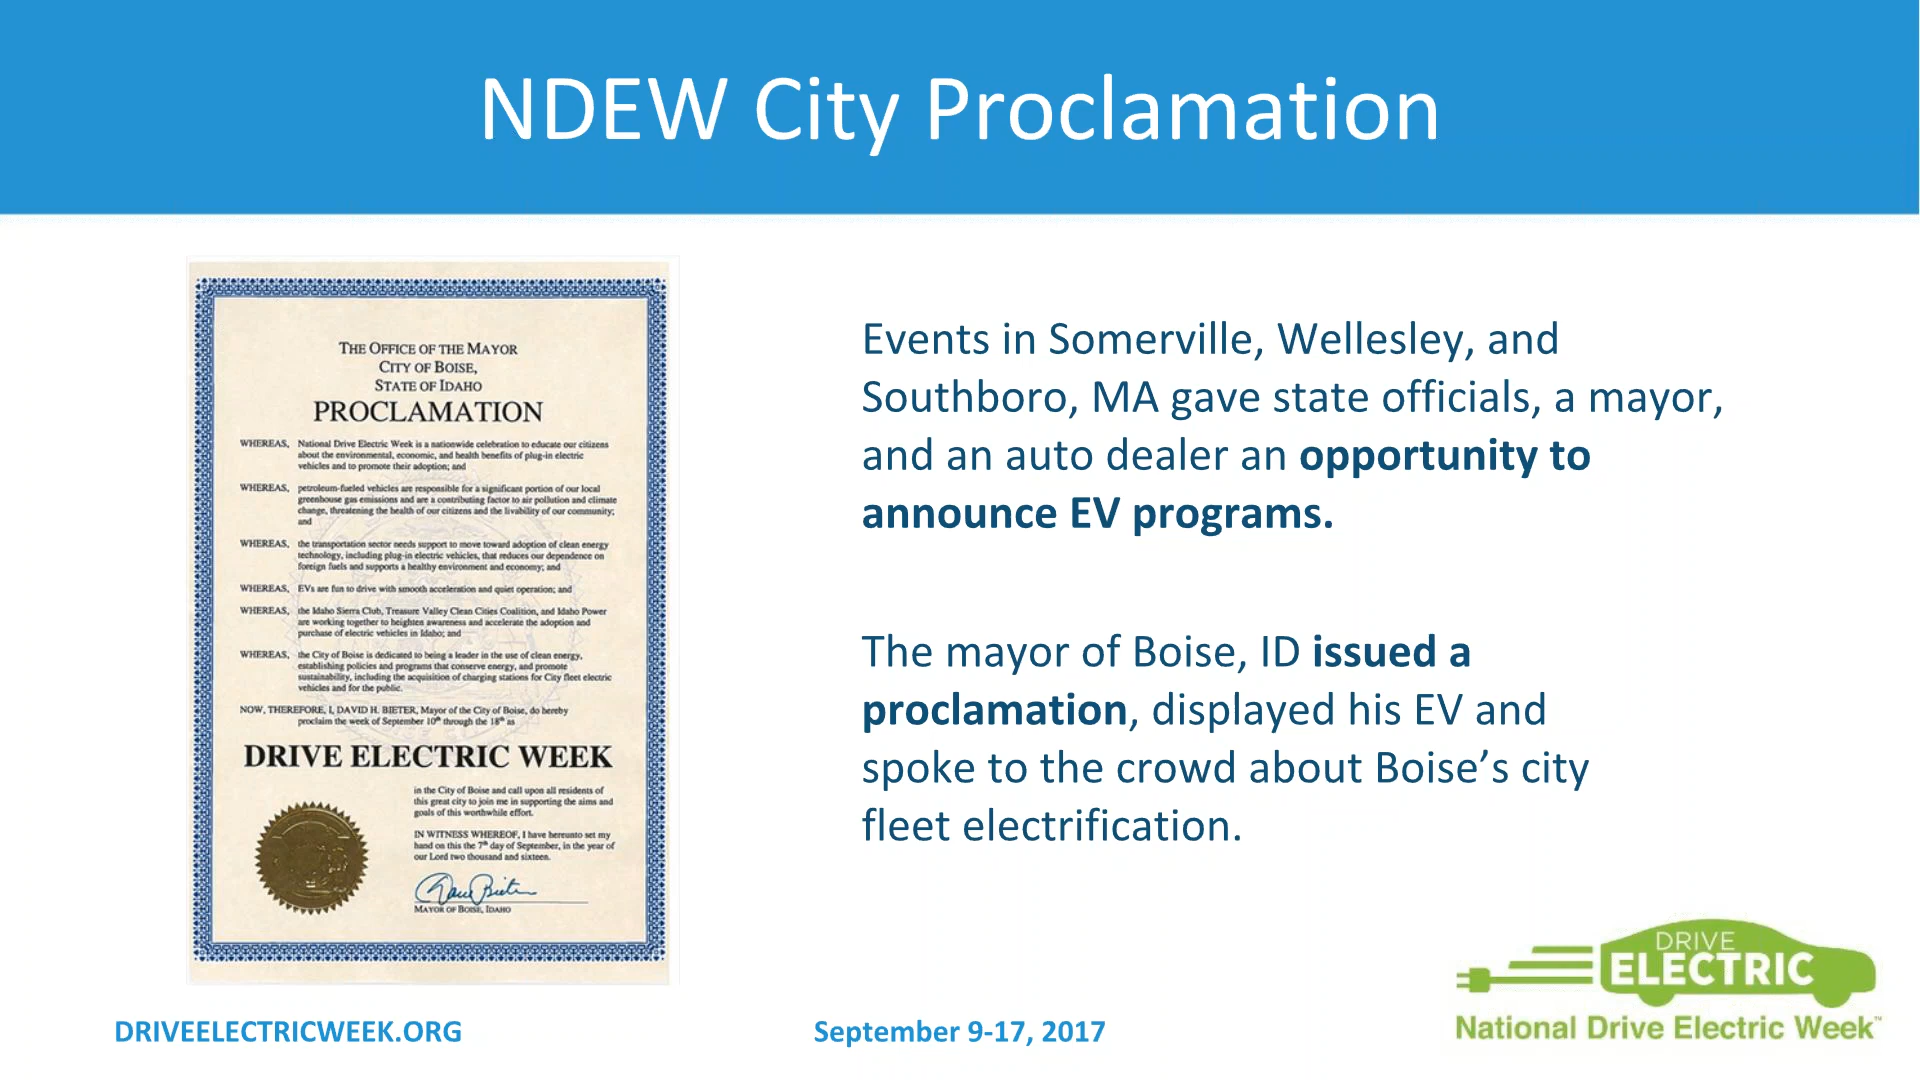 NDEW City Proclamation
THE OFFICE OF THE MAYOR
CITY OF BOISE,
STATE OF IDAHO
PROCLAMATION
WHEREAS, National Drive Electric Week is a nationwide celebration to educate our citizens
about the environmental, economic, and health benefits of plug-in electric
vehicles and to promote their adoption; and
WHEREAS, petroleum-fueled vehicles are responsible for a significant portion of our local
greenhouse gas emissions and are a contributing factor to air pollution and climate
change, threatening the health of our citizens and the livability of our community;
and
WHEREAS, the transportation sector needs support to move toward adoption of clean energy
technology, including plug-in electric vehicles, that reduces our dependence on
foreign fuels and supports a healthy environment and economy; and
WHEREAS, EVs are fun to drive with smooth acceleration and quiet operation; and
WHEREAS, the Idaho Sierra Club, Treasure Valley Clean Cities Coalition, and Idaho Power
are working together to heighten awareness and accelerate the adoption and
purchase of electric vehicles in Idaho; and
WHEREAS, the City of Boise is dedicated to being a leader in the use of clean energy,
establishing policies and programs that conserve energy, and promote
sustainability, including the acquisition of charging stations for City fleet electric
vehicles and for the public.
NOW, THEREFORE, I, DAVID H. BIETER, Mayor of the City of Boise, do hereby
proclaim the week of September 10th through the 18th as
DRIVE ELECTRIC WEEK
in the City of Boise and call upon all residents of
this great city to join me in supporting the aims and
goals of this worthwhile effort.
IN WITNESS WHEREOF, I have hereunto set my
hand on this the 7th day of September, in the year of
our Lord two thousand and sixteen.
Dave Bieter
MAYOR OF BOISE, IDAHO
Events in Somerville, Wellesley, and
Southboro, MA gave state officials, a mayor,
and an auto dealer an opportunity to
announce EV programs.
The mayor of Boise, ID issued a
proclamation, displayed his EV and
spoke to the crowd about Boise’s city
fleet electrification.
DRIVE
ELECTRIC
National Drive Electric Week™
DRIVEELECTRICWEEK.ORG
September 9-17, 2017